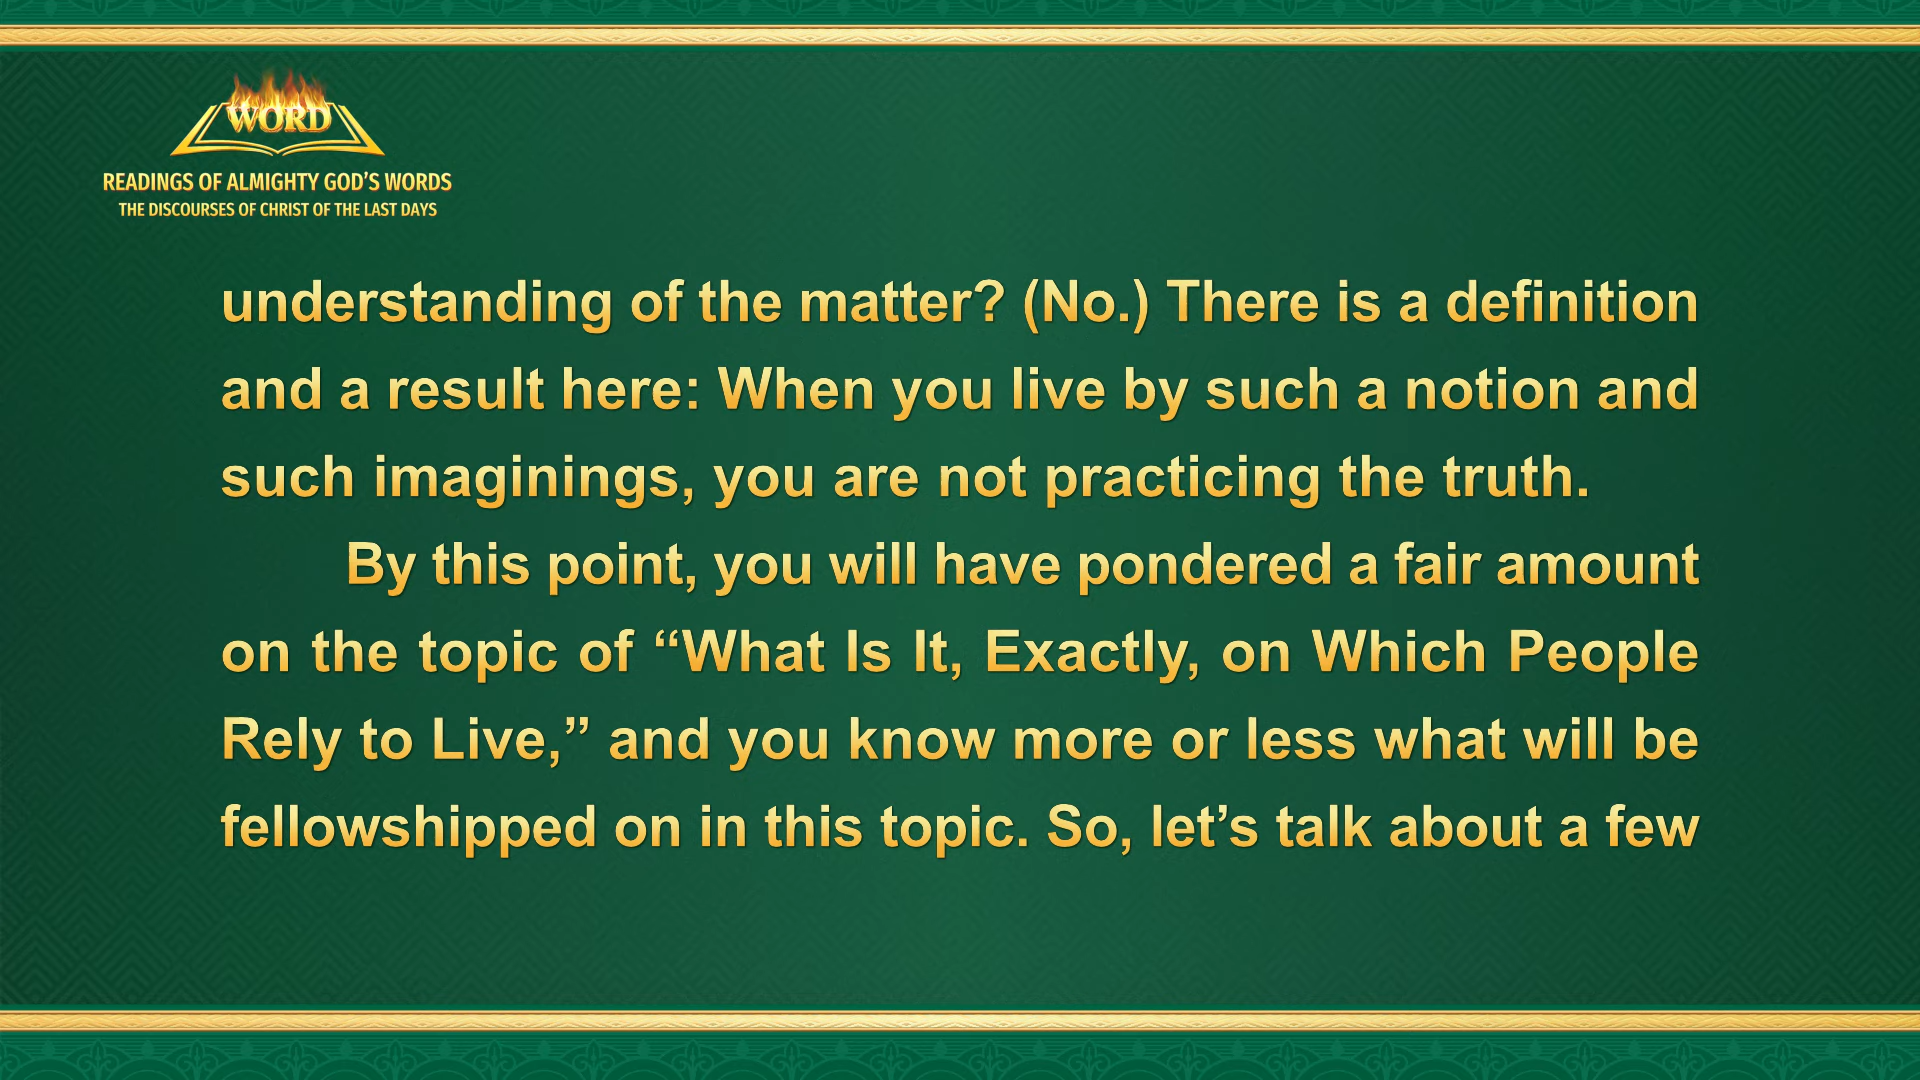 WORD
READINGS OF ALMIGHTY GOD’S WORDS
THE DISCOURSES OF CHRIST OF THE LAST DAYS
understanding of the matter? (No.) There is a definition
and a result here: When you live by such a notion and
such imaginings, you are not practicing the truth.
By this point, you will have pondered a fair amount
on the topic of “What Is It, Exactly, on Which People
Rely to Live,” and you know more or less what will be
fellowshipped on in this topic. So, let’s talk about a few